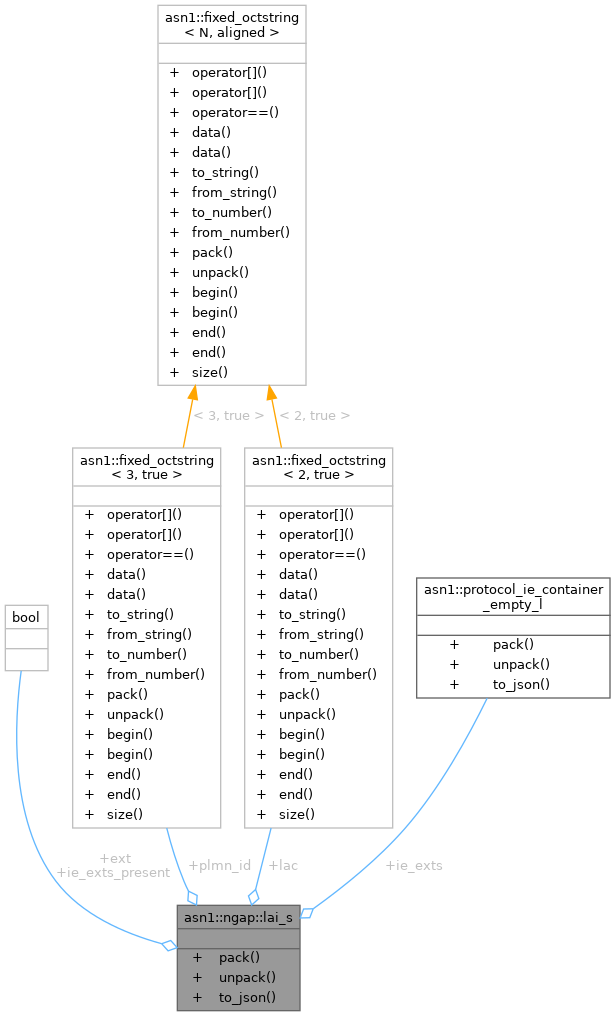 asn1::fixed_octstring
< N, aligned >
+ operator[]()
+ operator[]()
+ operator==()
+ data()
+ data()
+ to_string()
+ from_string()
+ to_number()
+ from_number()
+ pack()
+ unpack()
+ begin()
+ begin()
+ end()
+ end()
+ size()
< 3, true >
< 2, true >
asn1::fixed_octstring
< 3, true >
+ operator[]()
+ operator[]()
+ operator==()
+ data()
+ data()
+ to_string()
+ from_string()
+ to_number()
+ from_number()
+ pack()
+ unpack()
+ begin()
+ begin()
+ end()
+ end()
+ size()
asn1::fixed_octstring
< 2, true >
+ operator[]()
+ operator[]()
+ operator==()
+ data()
+ data()
+ to_string()
+ from_string()
+ to_number()
+ from_number()
+ pack()
+ unpack()
+ begin()
+ begin()
+ end()
+ end()
+ size()
asn1::protocol_ie_container
_empty_l
+ pack()
+ unpack()
+ to_json()
bool
+ext
+ie_exts_present
+plmn_id
+lac
+ie_exts
asn1::ngap::lai_s
+ pack()
+ unpack()
+ to_json()